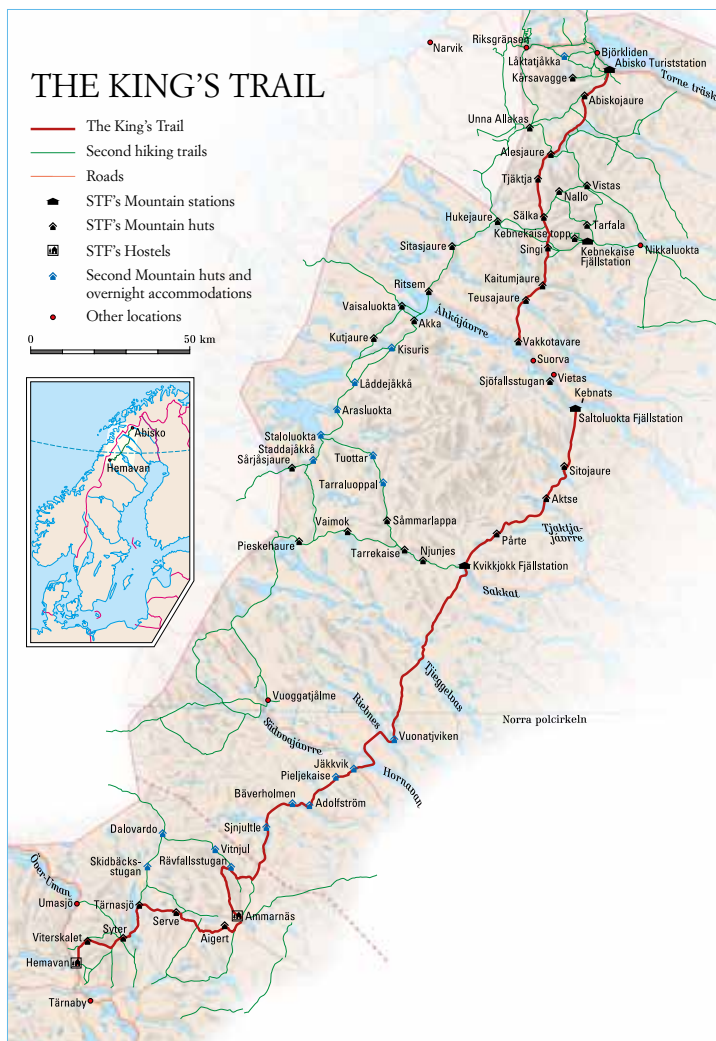 THE KING'S TRAIL
The King's Trail
Second hiking trails
Roads
STF's Mountain stations
STF's Mountain huts
STF's Hostels
Second Mountain huts and
overnight accommodations
Other locations
0 50 km
Abisko
Hemavan
Narvik
Riksgränsen
Björkliden
Låktatjåkka
Abisko Turiststation
Kårsavagge
Torne träsk
Abiskojaure
Unna Allakas
Alesjaure
Tjäktja
Vistas
Nallo
Hukejaure
Sälka
Tarfala
Kebnekaise topp
Sitasjaure
Singi
Kebnekaise
Fjällstation
Nikkaluokta
Ritsem
Kaitumjaure
Teusajaure
Vaisaluokta
Akka
Áhkájávrre
Kutjaure
Kisuris
Vakkotavare
Suorva
Vietas
Sjöfallsstugan
Låddejåkkå
Kebnats
Saltoluokta Fjällstation
Arasluokta
Staloluokta
Staddajåkkå
Sårjåsjaure
Tuottar
Sitojaure
Tarraluoppal
Aktse
Såmmarlappa
Vaimok
Tjaktja-
jávrre
Pieskehaure
Pårte
Tarrekaise
Njunjes
Kvikkjokk Fjällstation
Sakkat
Tjieggelvas
Vuoggatjålme
Riebnes
Norra polcirkeln
Sádvvajávrre
Vuonatjviken
Jäkkvik
Pieljekaise
Hornavan
Bäverholmen
Adolfström
Sjnjultle
Dalovardo
Vitnjul
Rävfallsstugan
Skidbäcks-
stugan
Över-Uman
Umasjö
Tärnasjö
Serve
Ammarnäs
Aigert
Syter
Viterskalet
Hemavan
Tärnaby